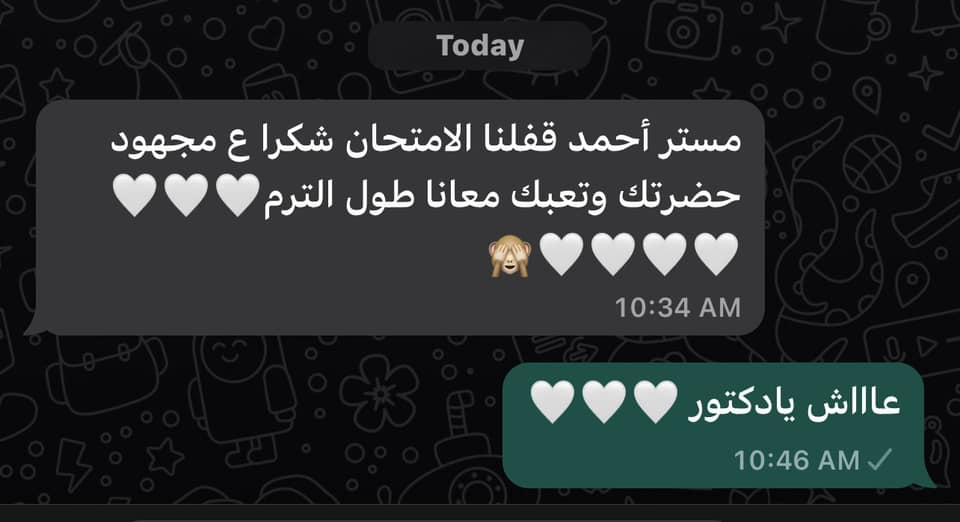 Today
مستر أحمد قفلنا الامتحان شكرا ع مجهود
حضرتك وتعبك معانا طول الترم🤍🤍🤍
🤍🤍🤍🤍🙈
10:34 AM
عاااش يادكتور 🤍🤍🤍
10:46 AM